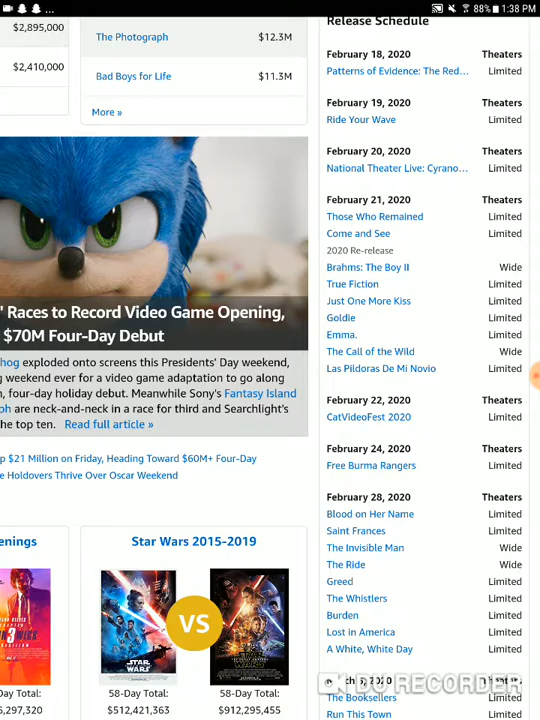 88% 1:38 PM
$2,895,000
$2,410,000
The Photograph $12.3M
Bad Boys for Life $11.3M
More »
' Races to Record Video Game Opening,
$70M Four-Day Debut
hog exploded onto screens this Presidents' Day weekend,
g weekend ever for a video game adaptation to go along
n, four-day holiday debut. Meanwhile Sony's Fantasy Island
ph are neck-and-neck in a race for third and Searchlight's
he top ten. Read full article »
p $21 Million on Friday, Heading Toward $60M+ Four-Day
e Holdovers Thrive Over Oscar Weekend
enings
Day Total:
5,297,320
Star Wars 2015-2019
STAR WARS
VS
58-Day Total: 58-Day Total:
$512,421,363 $912,295,455
Release Schedule
February 18, 2020 Theaters
Patterns of Evidence: The Red... Limited
February 19, 2020 Theaters
Ride Your Wave Limited
February 20, 2020 Theaters
National Theater Live: Cyrano... Limited
February 21, 2020 Theaters
Those Who Remained Limited
Come and See Limited
2020 Re-release
Brahms: The Boy II Wide
True Fiction Limited
Just One More Kiss Limited
Goldie Limited
Emma. Limited
The Call of the Wild Wide
Las Pildoras De Mi Novio Limited
February 22, 2020 Theaters
CatVideoFest 2020 Limited
February 24, 2020 Theaters
Free Burma Rangers Limited
February 28, 2020 Theaters
Blood on Her Name Limited
Saint Frances Limited
The Invisible Man Wide
The Ride Wide
Greed Limited
The Whistlers Limited
Burden Limited
Lost in America Limited
A White, White Day Limited
2020 Theaters
DU RECORDER
The Booksellers Limited
Run This Town Limited